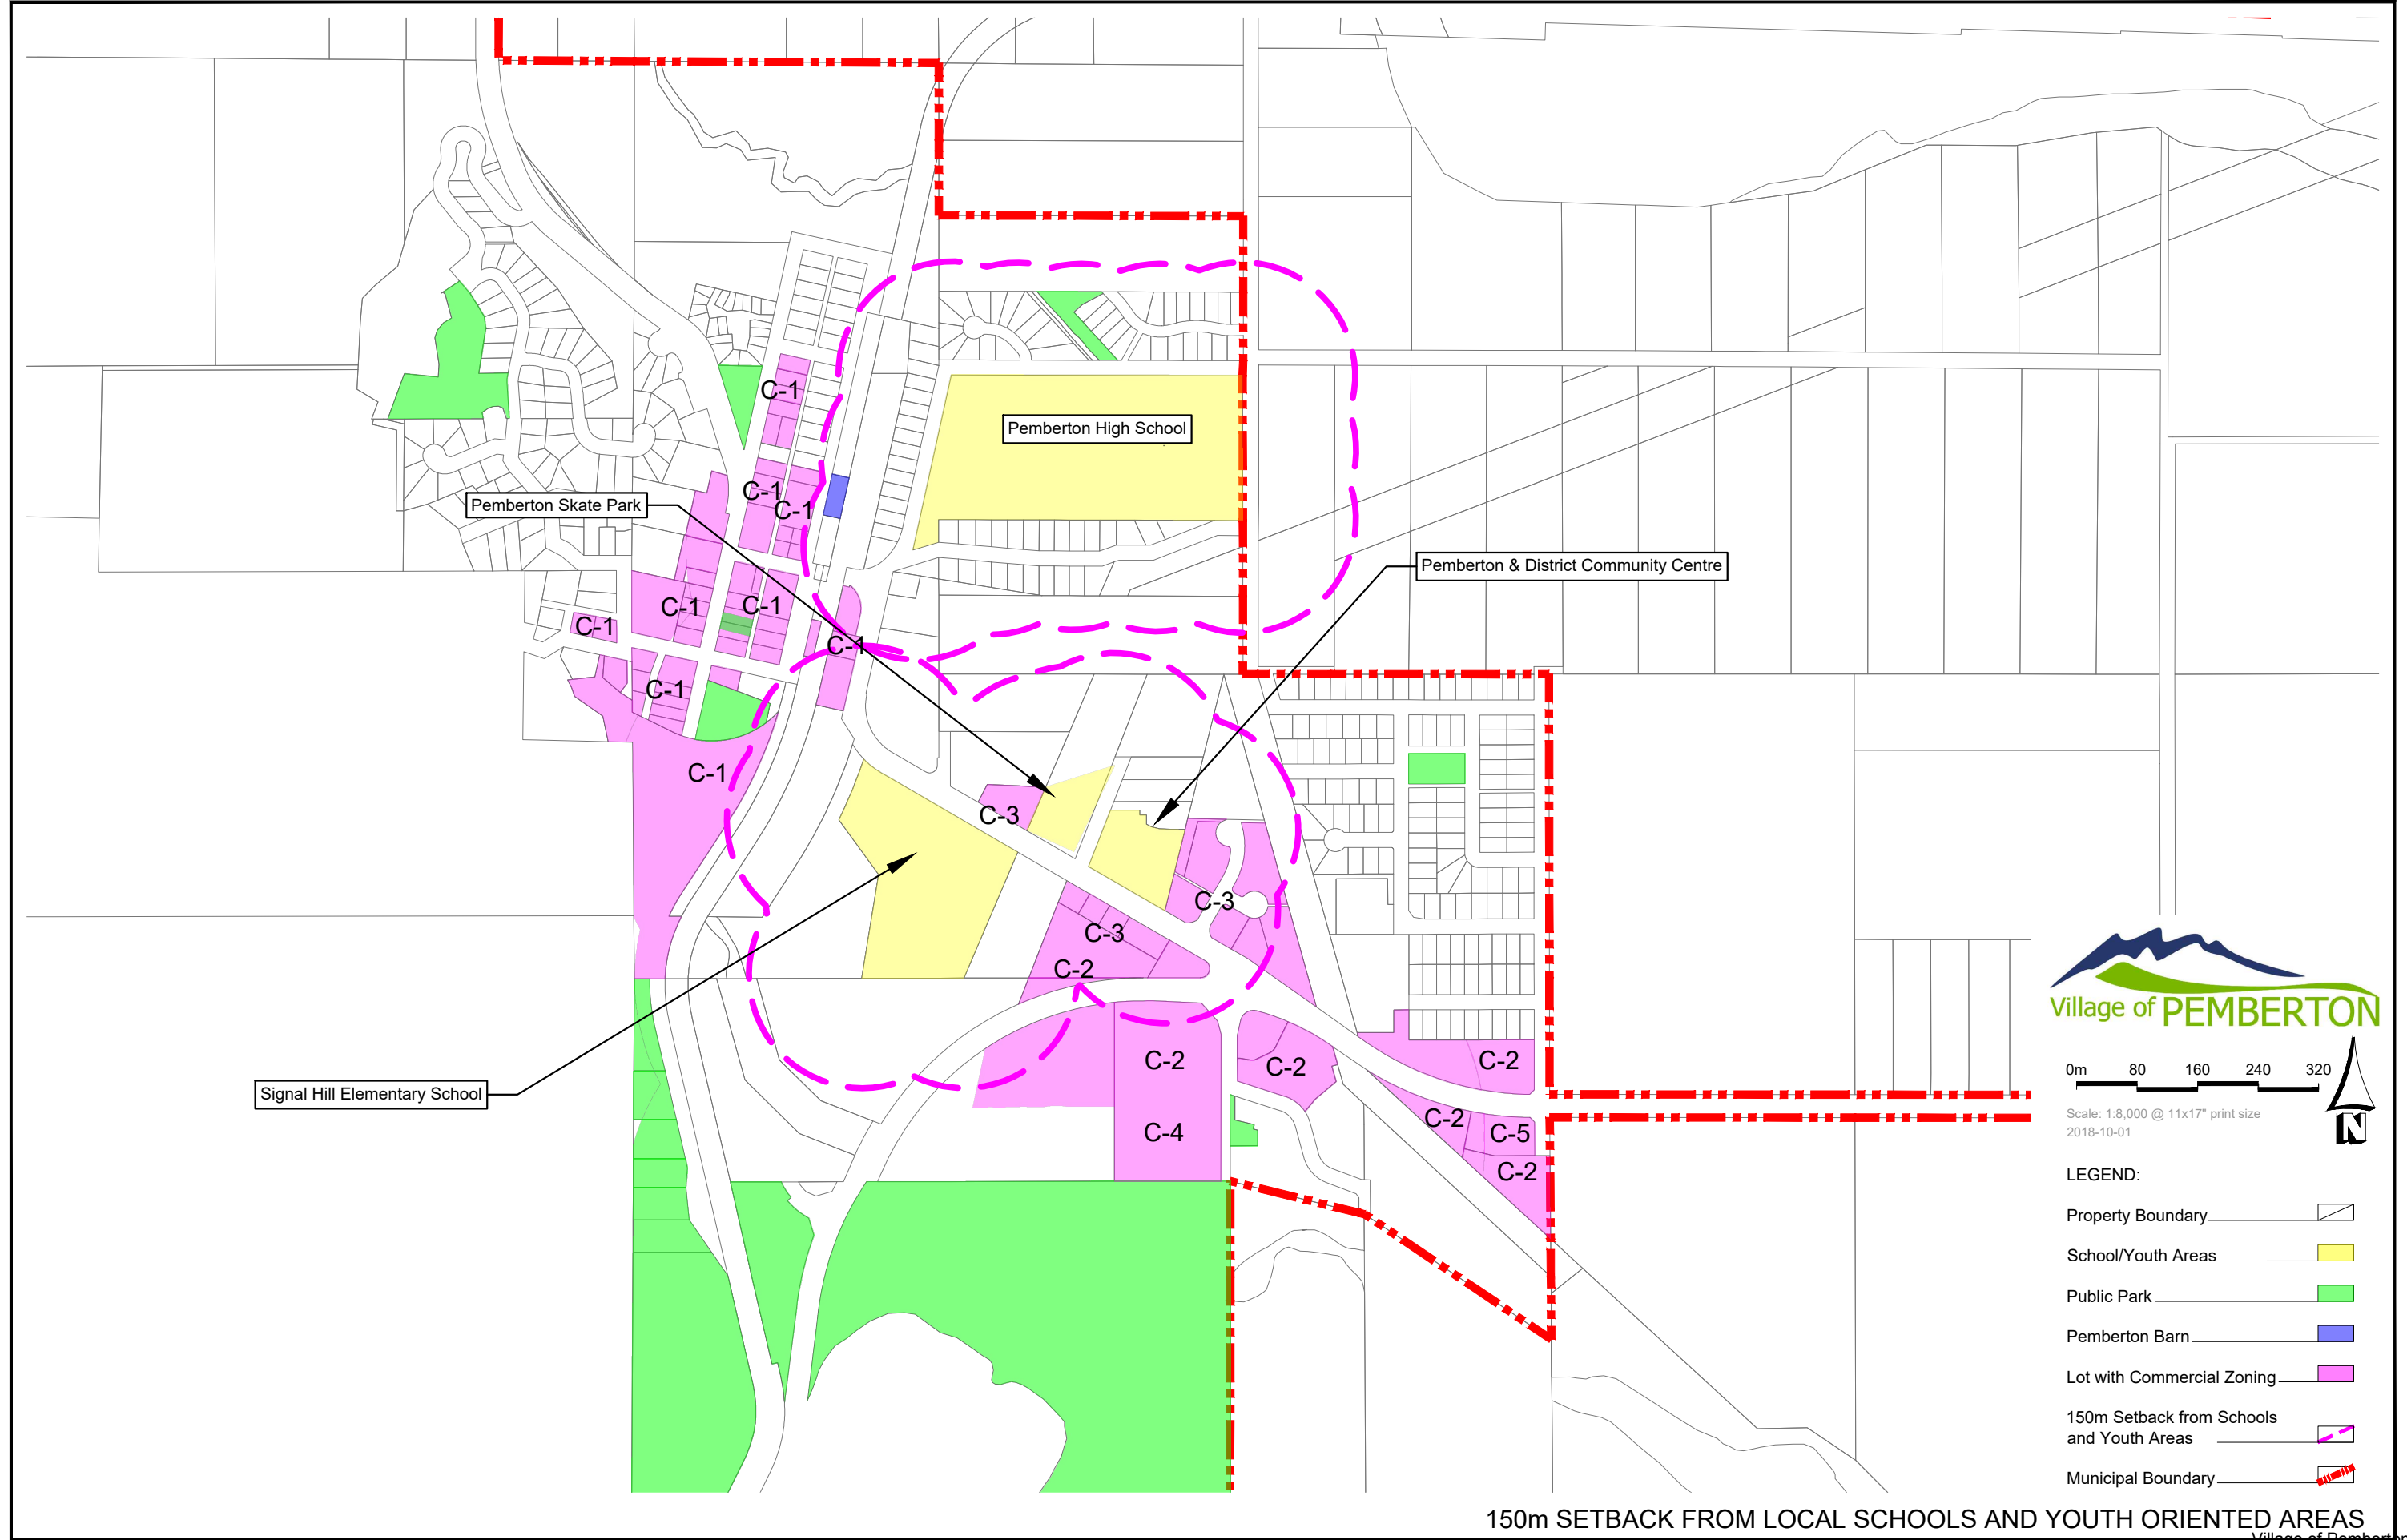 C-1
Pemberton High School
C-1
Pemberton Skate Park
C-1
Pemberton & District Community Centre
C-1
C-1
C-1
C-1
C-1
C-1
C-3
C-3
C-3
C-2
C-2
C-2
C-2
Signal Hill Elementary School
C-2
C-4
C-5
C-2
Village of PEMBERTON
0m 80 160 240 320
Scale: 1:8,000 @ 11x17" print size
2018-10-01
N
LEGEND:
Property Boundary
School/Youth Areas
Public Park
Pemberton Barn
Lot with Commercial Zoning
150m Setback from Schools
and Youth Areas
Municipal Boundary
150m SETBACK FROM LOCAL SCHOOLS AND YOUTH ORIENTED AREAS